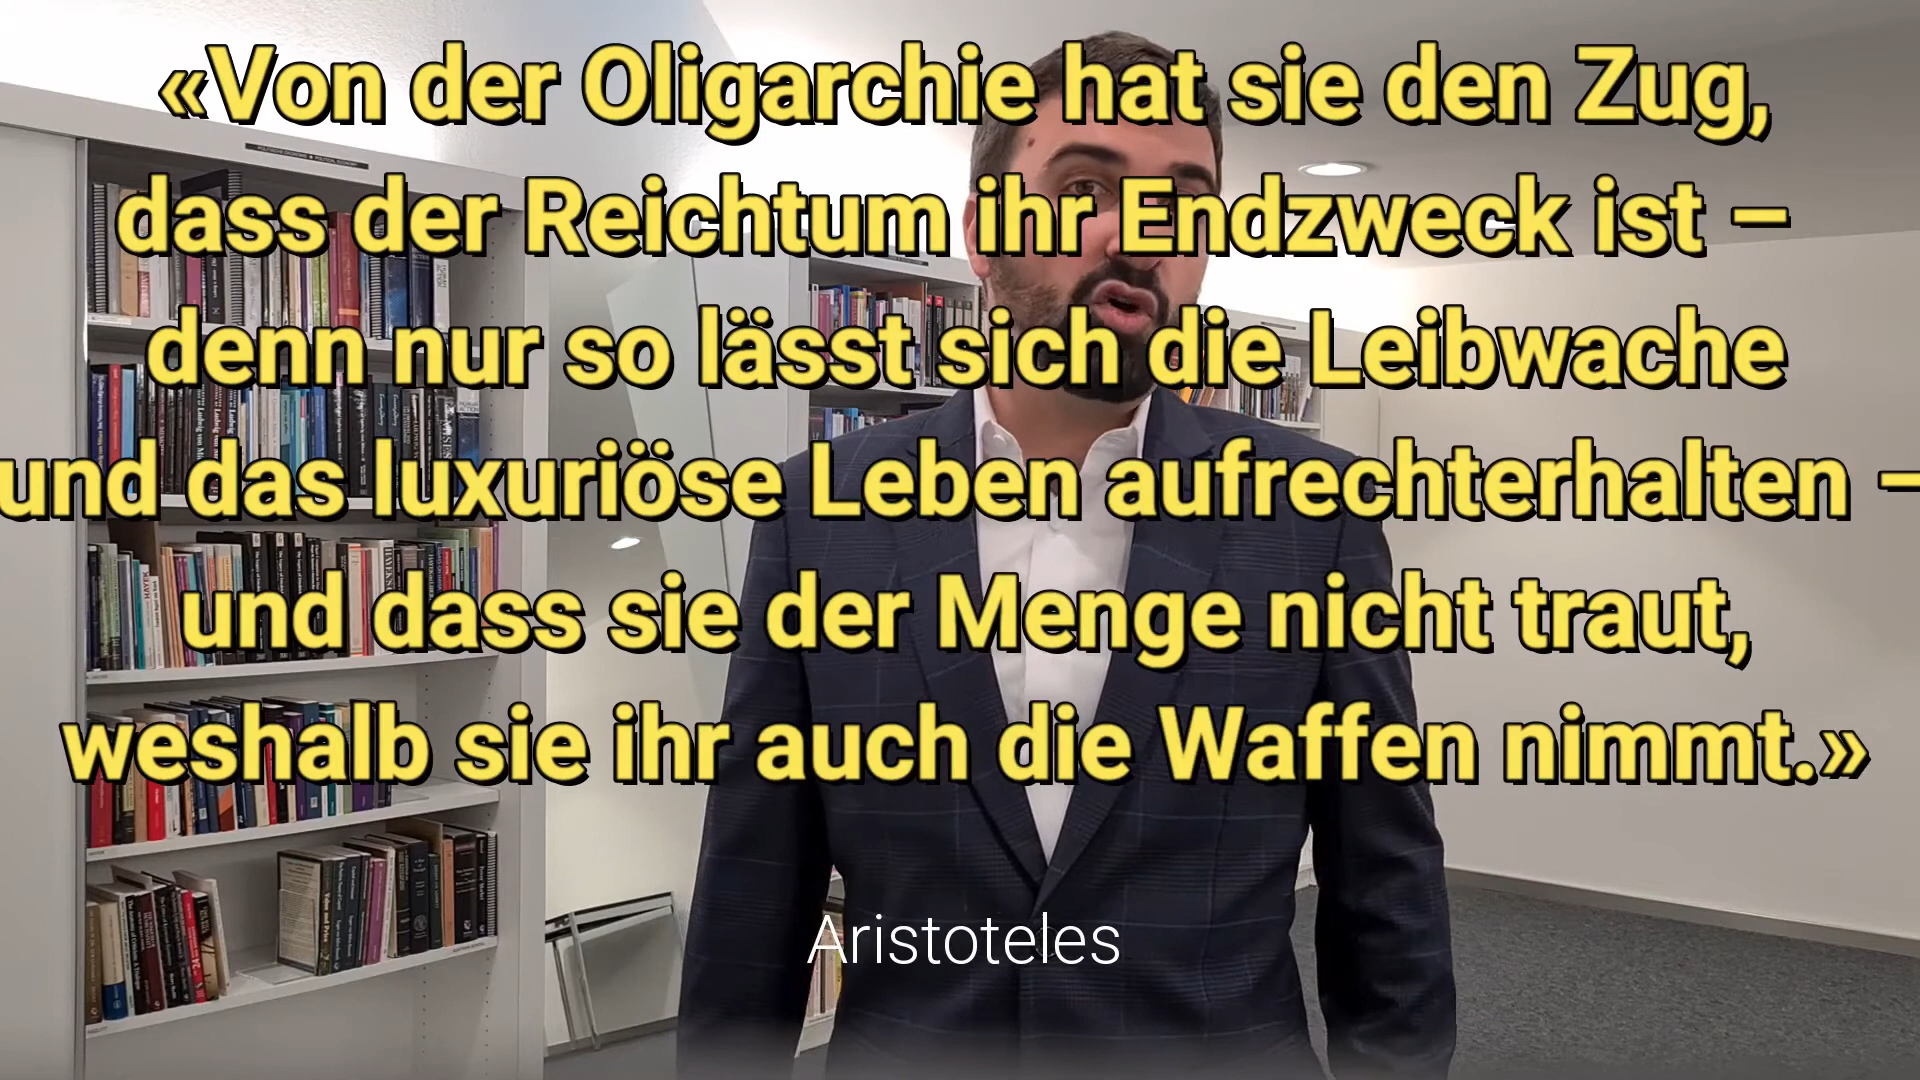 «Von der Oligarchie hat sie den Zug,
dass der Reichtum ihr Endzweck ist –
denn nur so lässt sich die Leibwache
und das luxuriöse Leben aufrechterhalten –
und dass sie der Menge nicht traut,
weshalb sie ihr auch die Waffen nimmt.»
Aristoteles